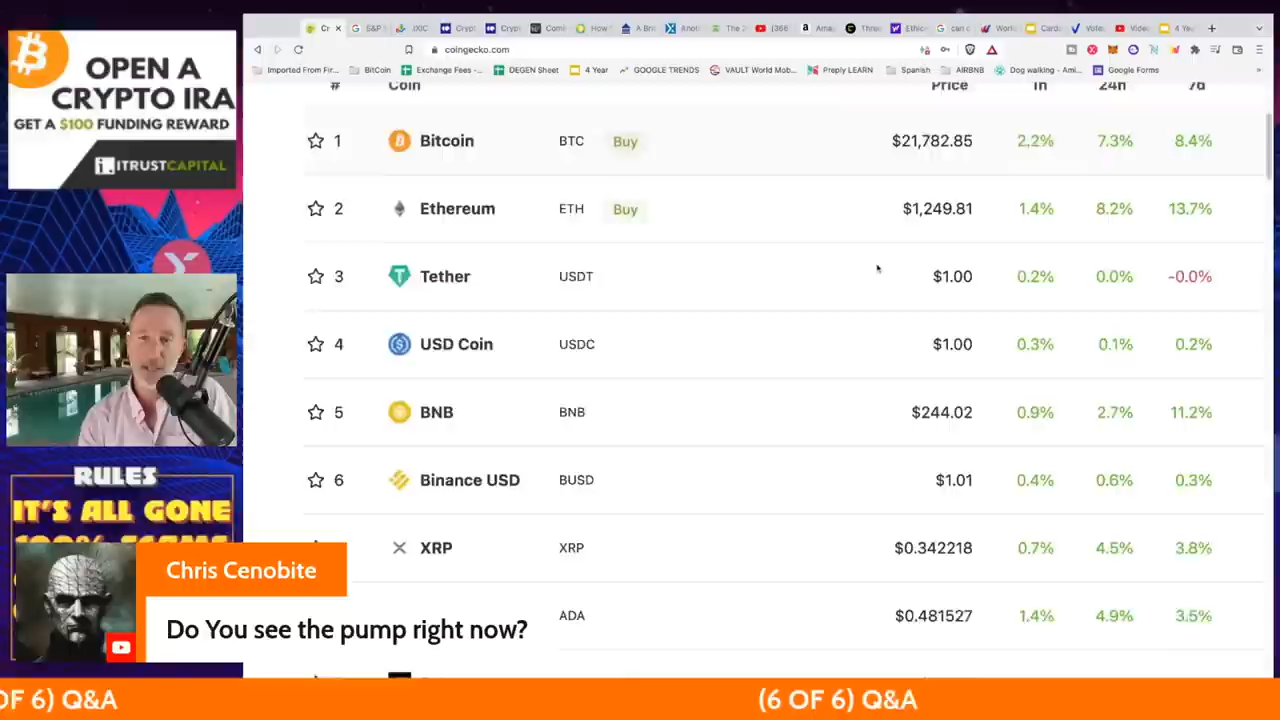 OPEN A
CRYPTO IRA
GET A $100 FUNDING REWARD
i. ITRUSTCAPITAL
RULES
IT'S ALL GONE
Chris Cenobite
Do You see the pump right now?
OF 6) Q&A
(6 OF 6) Q&A
coingecko.com
Imported From Fir...
BitCoin
Exchange Fees -...
DEGEN Sheet
4 Year
GOOGLE TRENDS
VAULT World Mob...
Preply LEARN
Spanish
AIRBNB
Dog walking - Ami...
Google Forms
# Coin Price 1h 24h 7d
1 Bitcoin BTC Buy $21,782.85 2.2% 7.3% 8.4%
2 Ethereum ETH Buy $1,249.81 1.4% 8.2% 13.7%
3 Tether USDT $1.00 0.2% 0.0% -0.0%
4 USD Coin USDC $1.00 0.3% 0.1% 0.2%
5 BNB BNB $244.02 0.9% 2.7% 11.2%
6 Binance USD BUSD $1.01 0.4% 0.6% 0.3%
XRP XRP $0.342218 0.7% 4.5% 3.8%
ADA $0.481527 1.4% 4.9% 3.5%